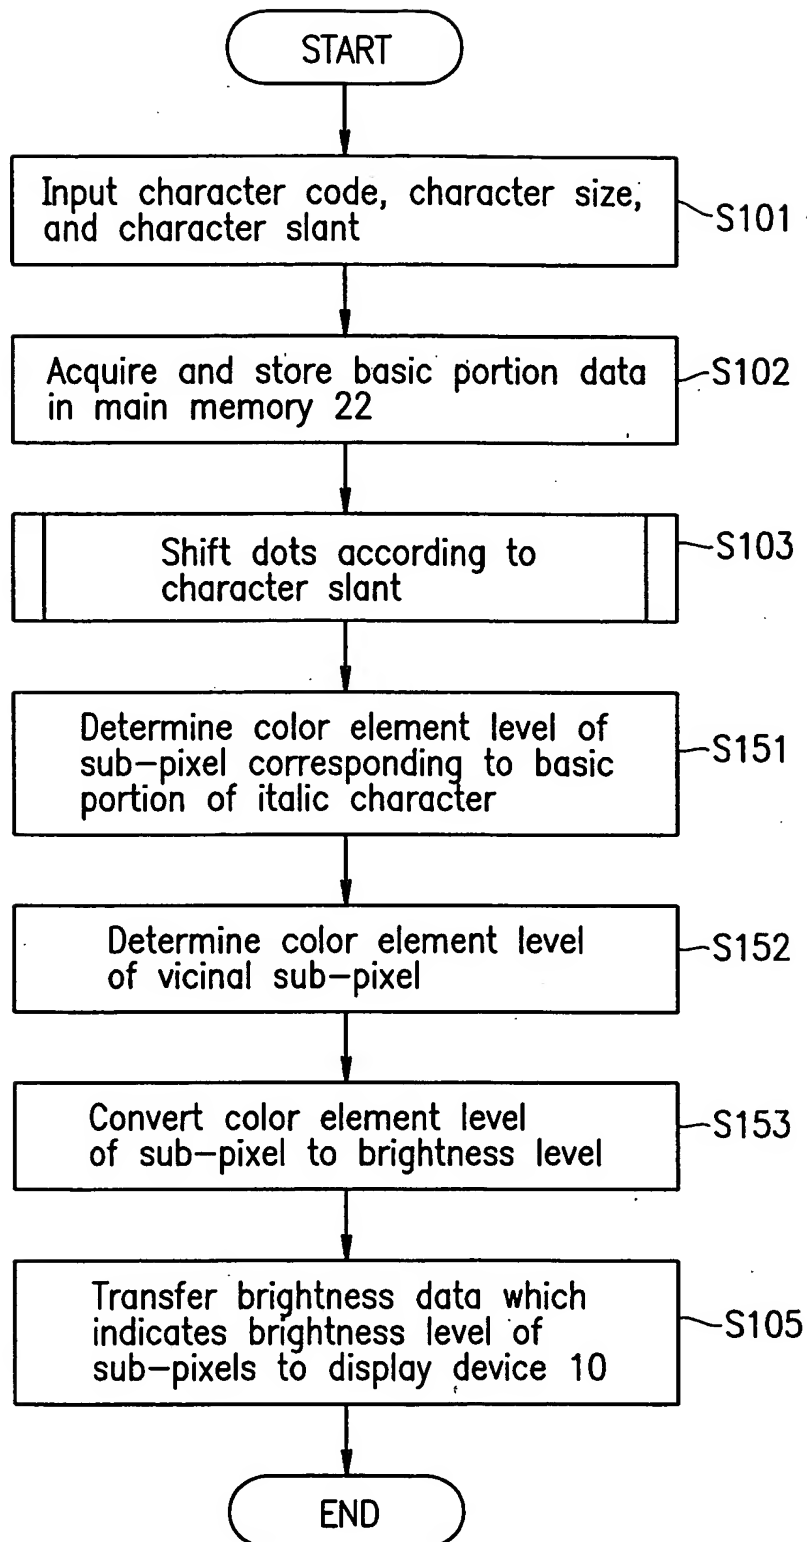 START
Input character code, character size,
and character slant
S101
Acquire and store basic portion data
in main memory 22
S102
Shift dots according to
character slant
S103
Determine color element level of
sub-pixel corresponding to basic
portion of italic character
S151
Determine color element level
of vicinal sub-pixel
S152
Convert color element level
of sub-pixel to brightness level
S153
Transfer brightness data which
indicates brightness level of
sub-pixels to display device 10
S105
END